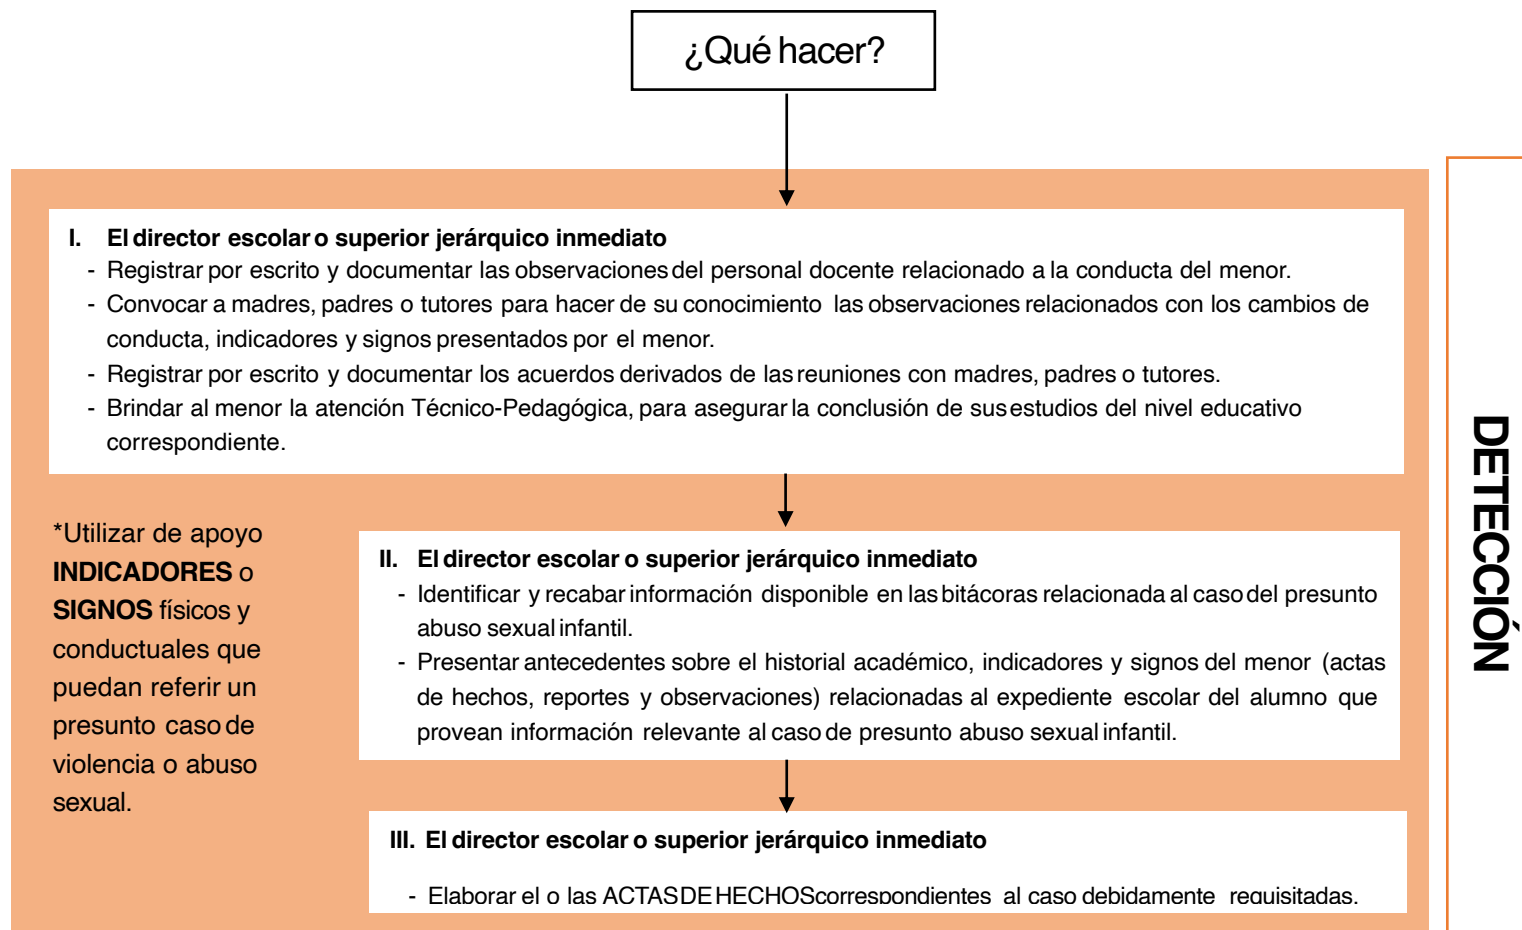 ¿Qué hacer?
I. El director escolar o superior jerárquico inmediato
- Registrar por escrito y documentar las observaciones del personal docente relacionado a la conducta del menor.
- Convocar a madres, padres o tutores para hacer de su conocimiento las observaciones relacionados con los cambios de
conducta, indicadores y signos presentados por el menor.
- Registrar por escrito y documentar los acuerdos derivados de las reuniones con madres, padres o tutores.
- Brindar al menor la atención Técnico-Pedagógica, para asegurar la conclusión de sus estudios del nivel educativo
correspondiente.
*Utilizar de apoyo
INDICADORES o
SIGNOS físicos y
conductuales que
puedan referir un
presunto caso de
violencia o abuso
sexual.
II. El director escolar o superior jerárquico inmediato
- Identificar y recabar información disponible en las bitácoras relacionada al caso del presunto
abuso sexual infantil.
- Presentar antecedentes sobre el historial académico, indicadores y signos del menor (actas
de hechos, reportes y observaciones) relacionadas al expediente escolar del alumno que
provean información relevante al caso de presunto abuso sexual infantil.
III. El director escolar o superior jerárquico inmediato
- Elaborar el o las ACTAS DE HECHOS correspondientes al caso debidamente requisitadas.
DETECCIÓN